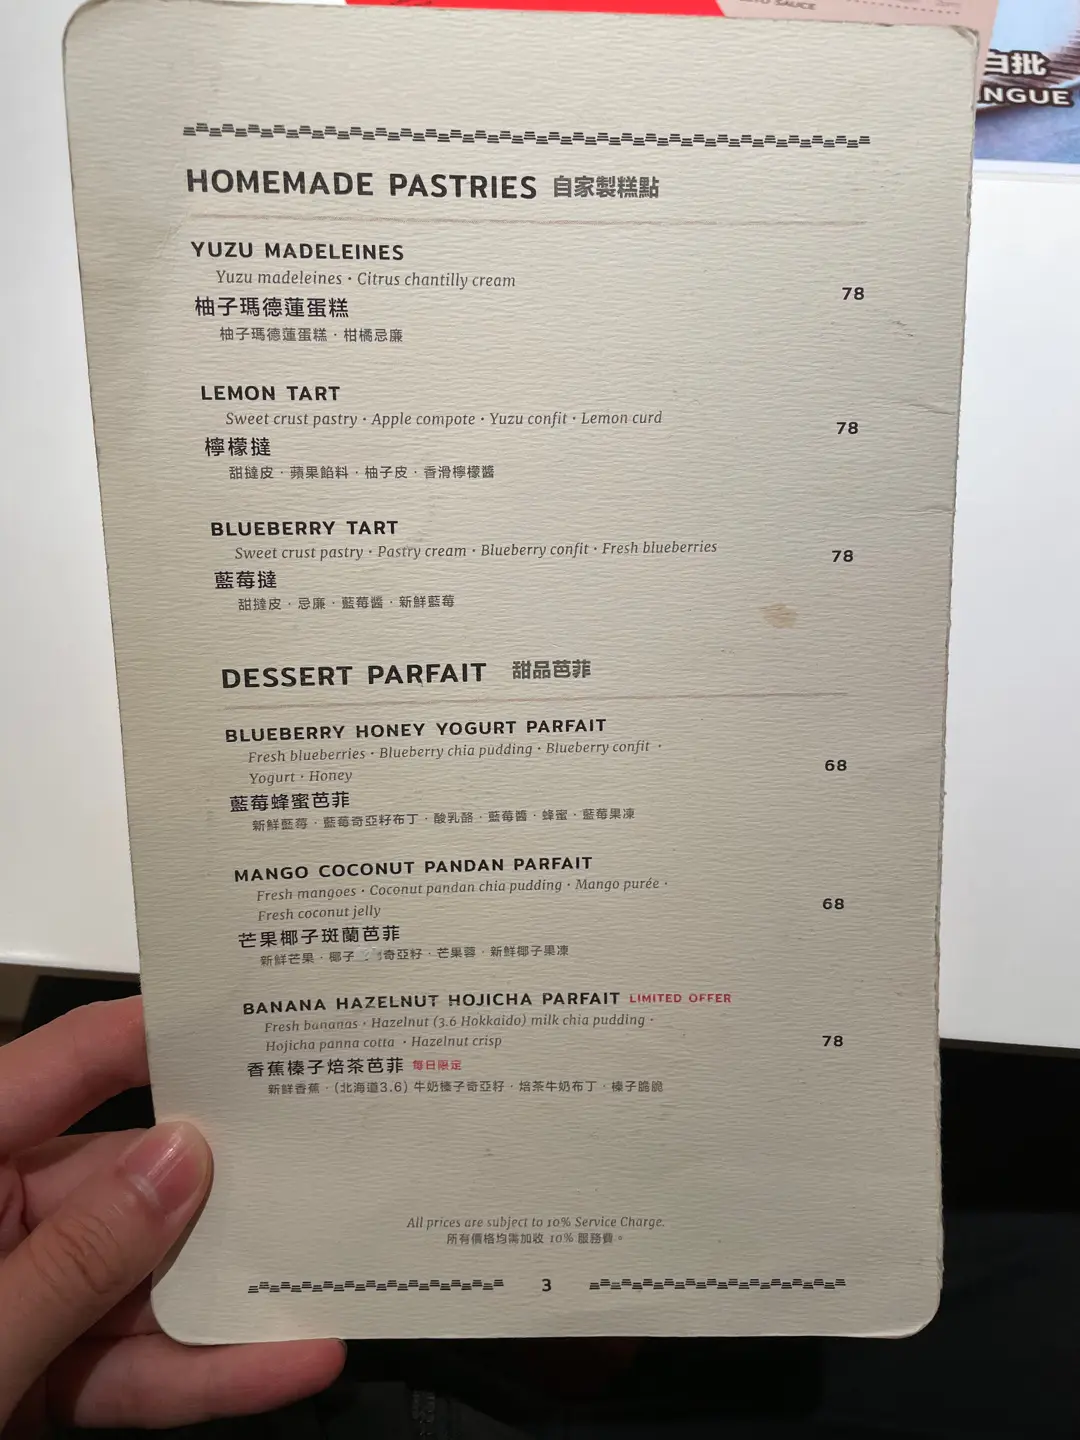 SAUCE
白批
NGUE
HOMEMADE PASTRIES 自家製糕點
YUZU MADELEINES
Yuzu madeleines · Citrus chantilly cream
78
柚子瑪德蓮蛋糕
柚子瑪德蓮蛋糕 · 柑橘忌廉
LEMON TART
Sweet crust pastry · Apple compote · Yuzu confit · Lemon curd
78
檸檬撻
甜撻皮 · 蘋果餡料 · 柚子皮 · 香滑檸檬醬
BLUEBERRY TART
Sweet crust pastry · Pastry cream · Blueberry confit · Fresh blueberries
78
藍莓撻
甜撻皮 · 忌廉 · 藍莓醬 · 新鮮藍莓
DESSERT PARFAIT 甜品芭菲
BLUEBERRY HONEY YOGURT PARFAIT
Fresh blueberries · Blueberry chia pudding · Blueberry confit ·
Yogurt · Honey
68
藍莓蜂蜜芭菲
新鮮藍莓 · 藍莓奇亞籽布丁 · 酸乳酪 · 藍莓醬 · 蜂蜜 · 藍莓果凍
MANGO COCONUT PANDAN PARFAIT
Fresh mangoes · Coconut pandan chia pudding · Mango purée ·
Fresh coconut jelly
68
芒果椰子斑蘭芭菲
新鮮芒果 · 椰子 奇亞籽 · 芒果蓉 · 新鮮椰子果凍
BANANA HAZELNUT HOJICHA PARFAIT LIMITED OFFER
Fresh bananas · Hazelnut (3.6 Hokkaido) milk chia pudding ·
Hojicha panna cotta · Hazelnut crisp
78
香蕉榛子焙茶芭菲 每日限定
新鮮香蕉 · (北海道3.6) 牛奶榛子奇亞籽 · 焙茶牛奶布丁 · 榛子脆脆
All prices are subject to 10% Service Charge.
所有價格均需加收 10% 服務費。
3